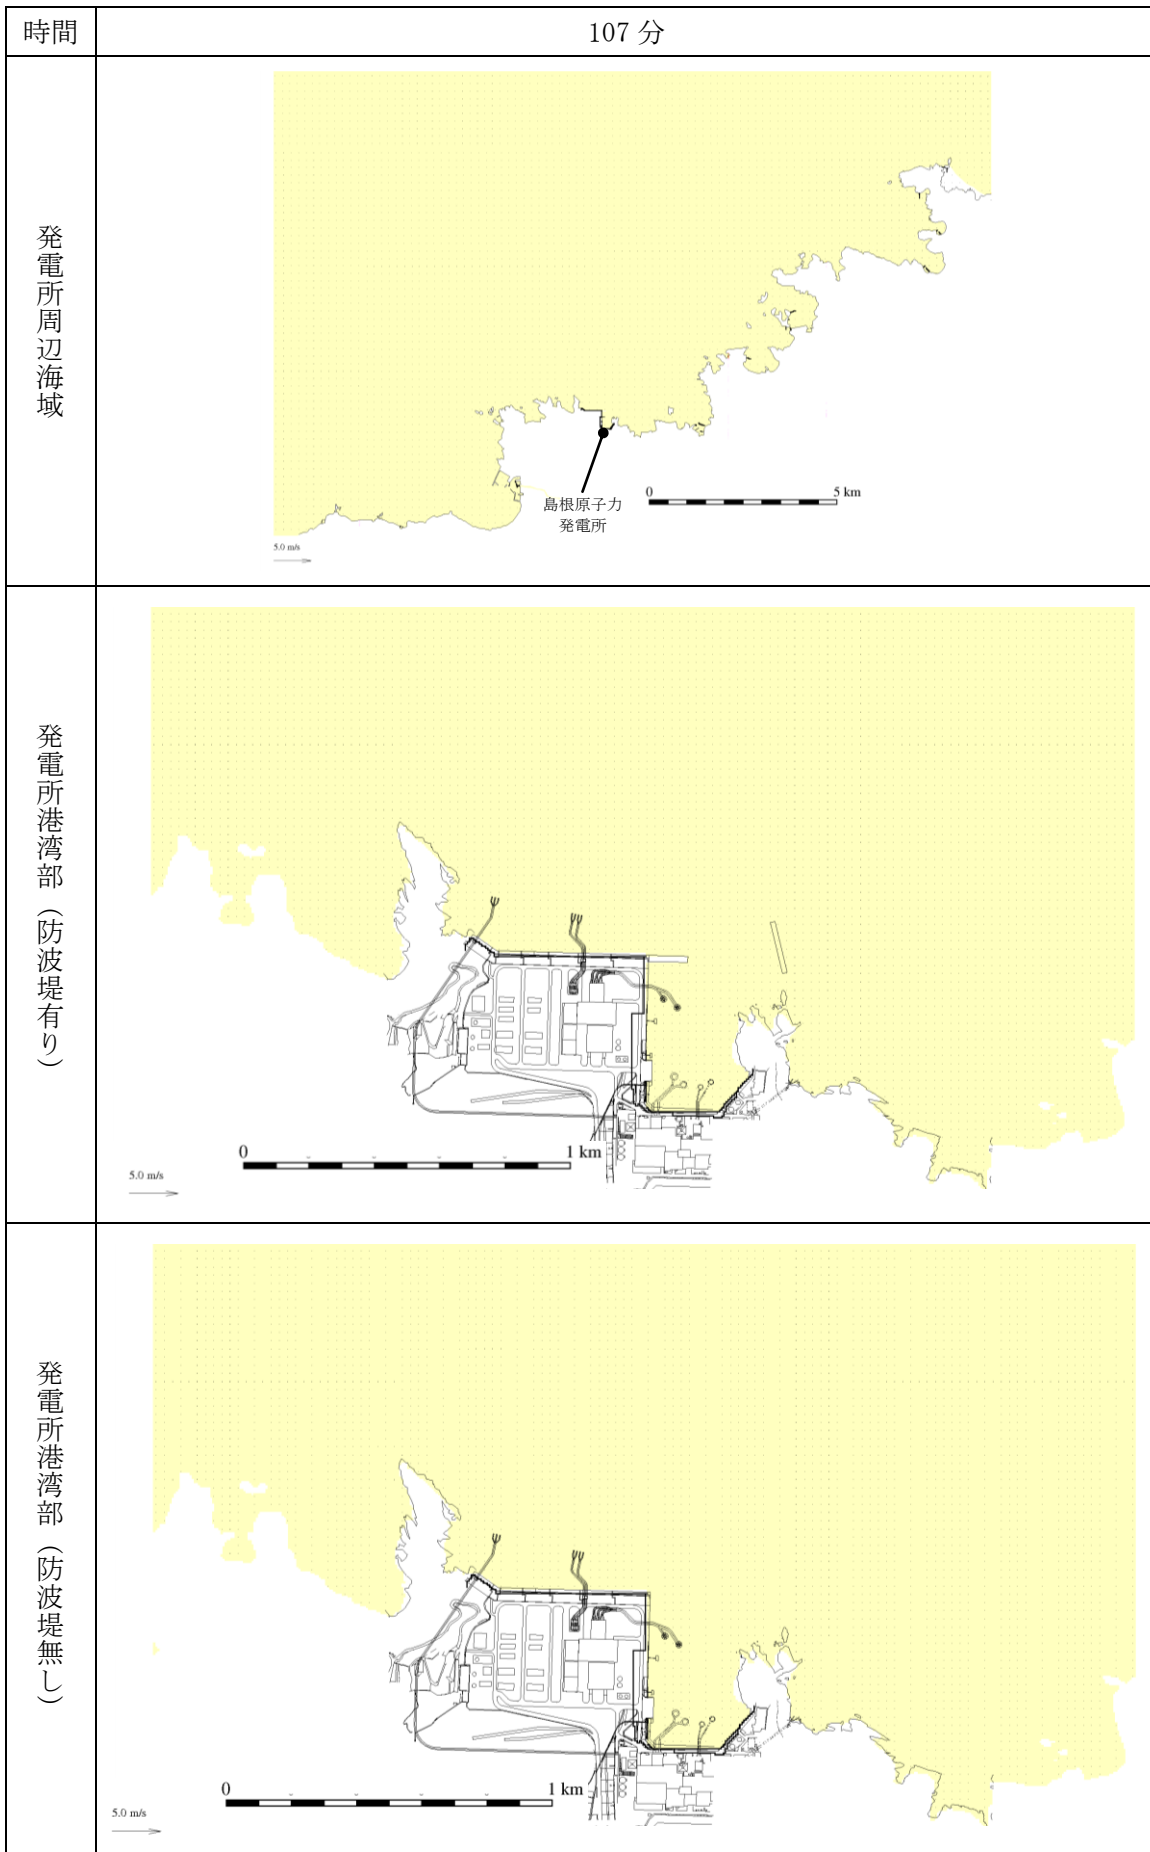 時間
107 分
発電所周辺海域
島根原子力
発電所
0
5 km
5.0 m/s
発電所港湾部（防波堤有り）
0
1 km
5.0 m/s
発電所港湾部（防波堤無し）
0
1 km
5.0 m/s